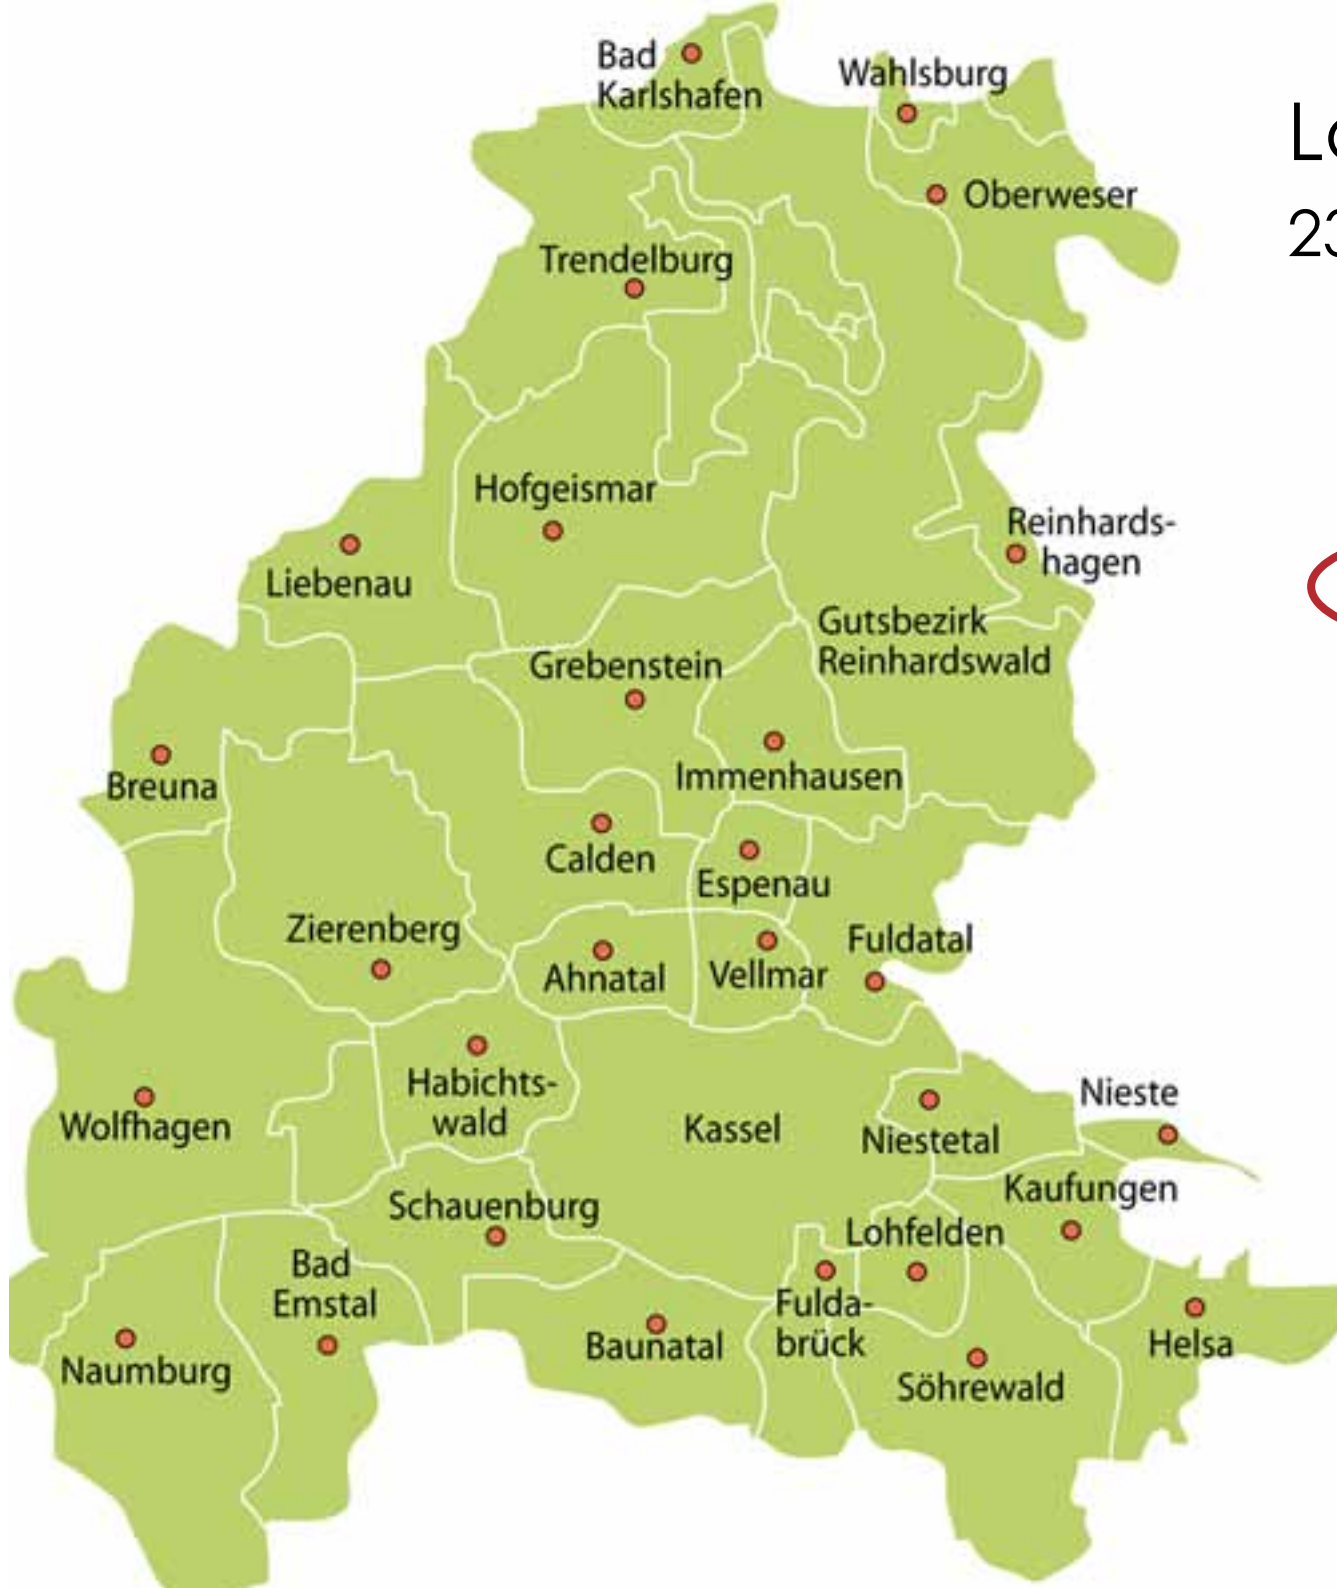 Bad
Karlshafen
Wahlsburg
Oberweser
Trendelburg
Hofgeismar
Liebenau
Reinhards-
hagen
Gutsbezirk
Reinhardswald
Grebenstein
Immenhausen
Breuna
Calden
Espenau
Zierenberg
Ahnatal
Vellmar
Fuldatal
Habichts-
wald
Wolfhagen
Kassel
Niestetal
Nieste
Kaufungen
Schauenburg
Lohfelden
Bad
Emstal
Fulda-
brück
Baunatal
Helsa
Naumburg
Söhrewald